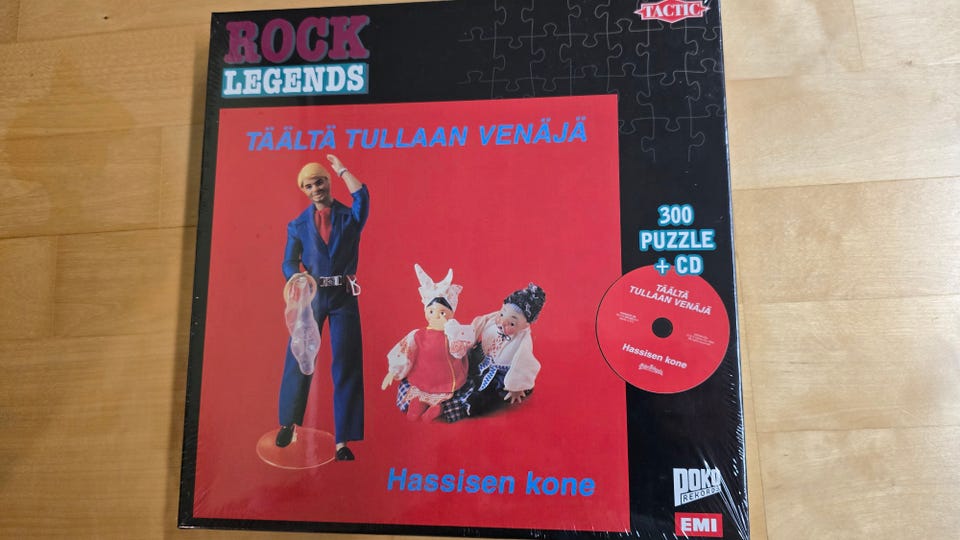 ROCK
LEGENDS
TACTIC
TÄÄLTÄ TULLAAN VENÄJÄ
300
PUZZLE
+ CD
TÄÄLTÄ
TULLAAN VENÄJÄ
Hassisen kone
Hassisen kone
POKO
REKORDS
EMI